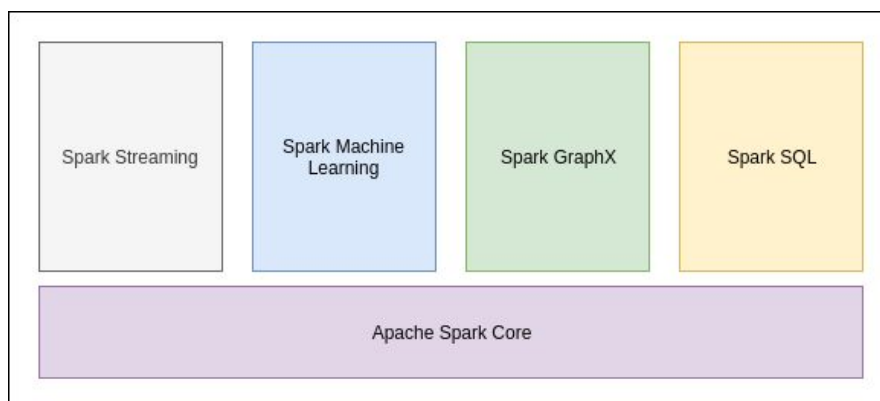 Spark Streaming
Spark Machine
Learning
Spark GraphX
Spark SQL
Apache Spark Core